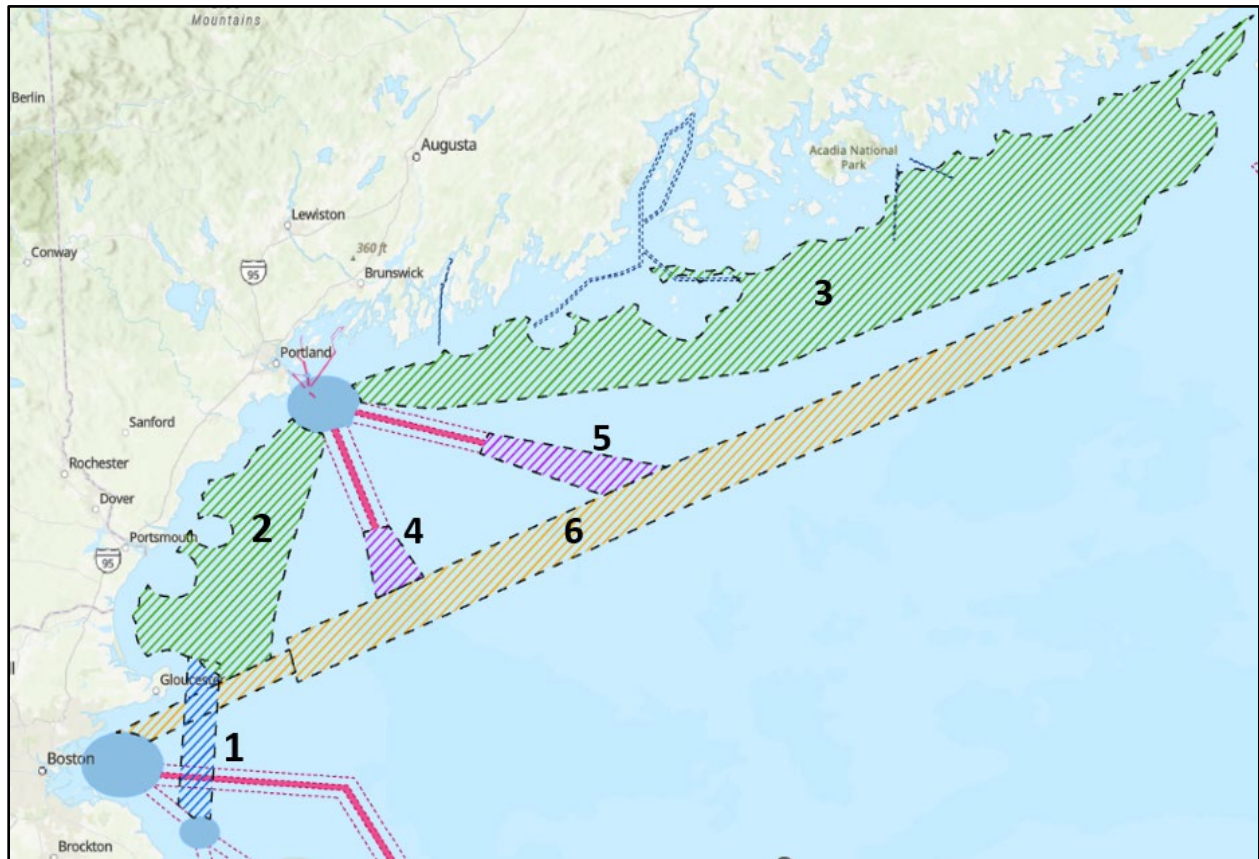 Mountains
Berlin
Augusta
Acadia National
Park
Lewiston
Conway
360 ft
95
Brunswick
3
Portland
Sanford
5
Rochester
Dover
2
4
6
Portsmouth
95
Gloucester
1
Boston
Brockton